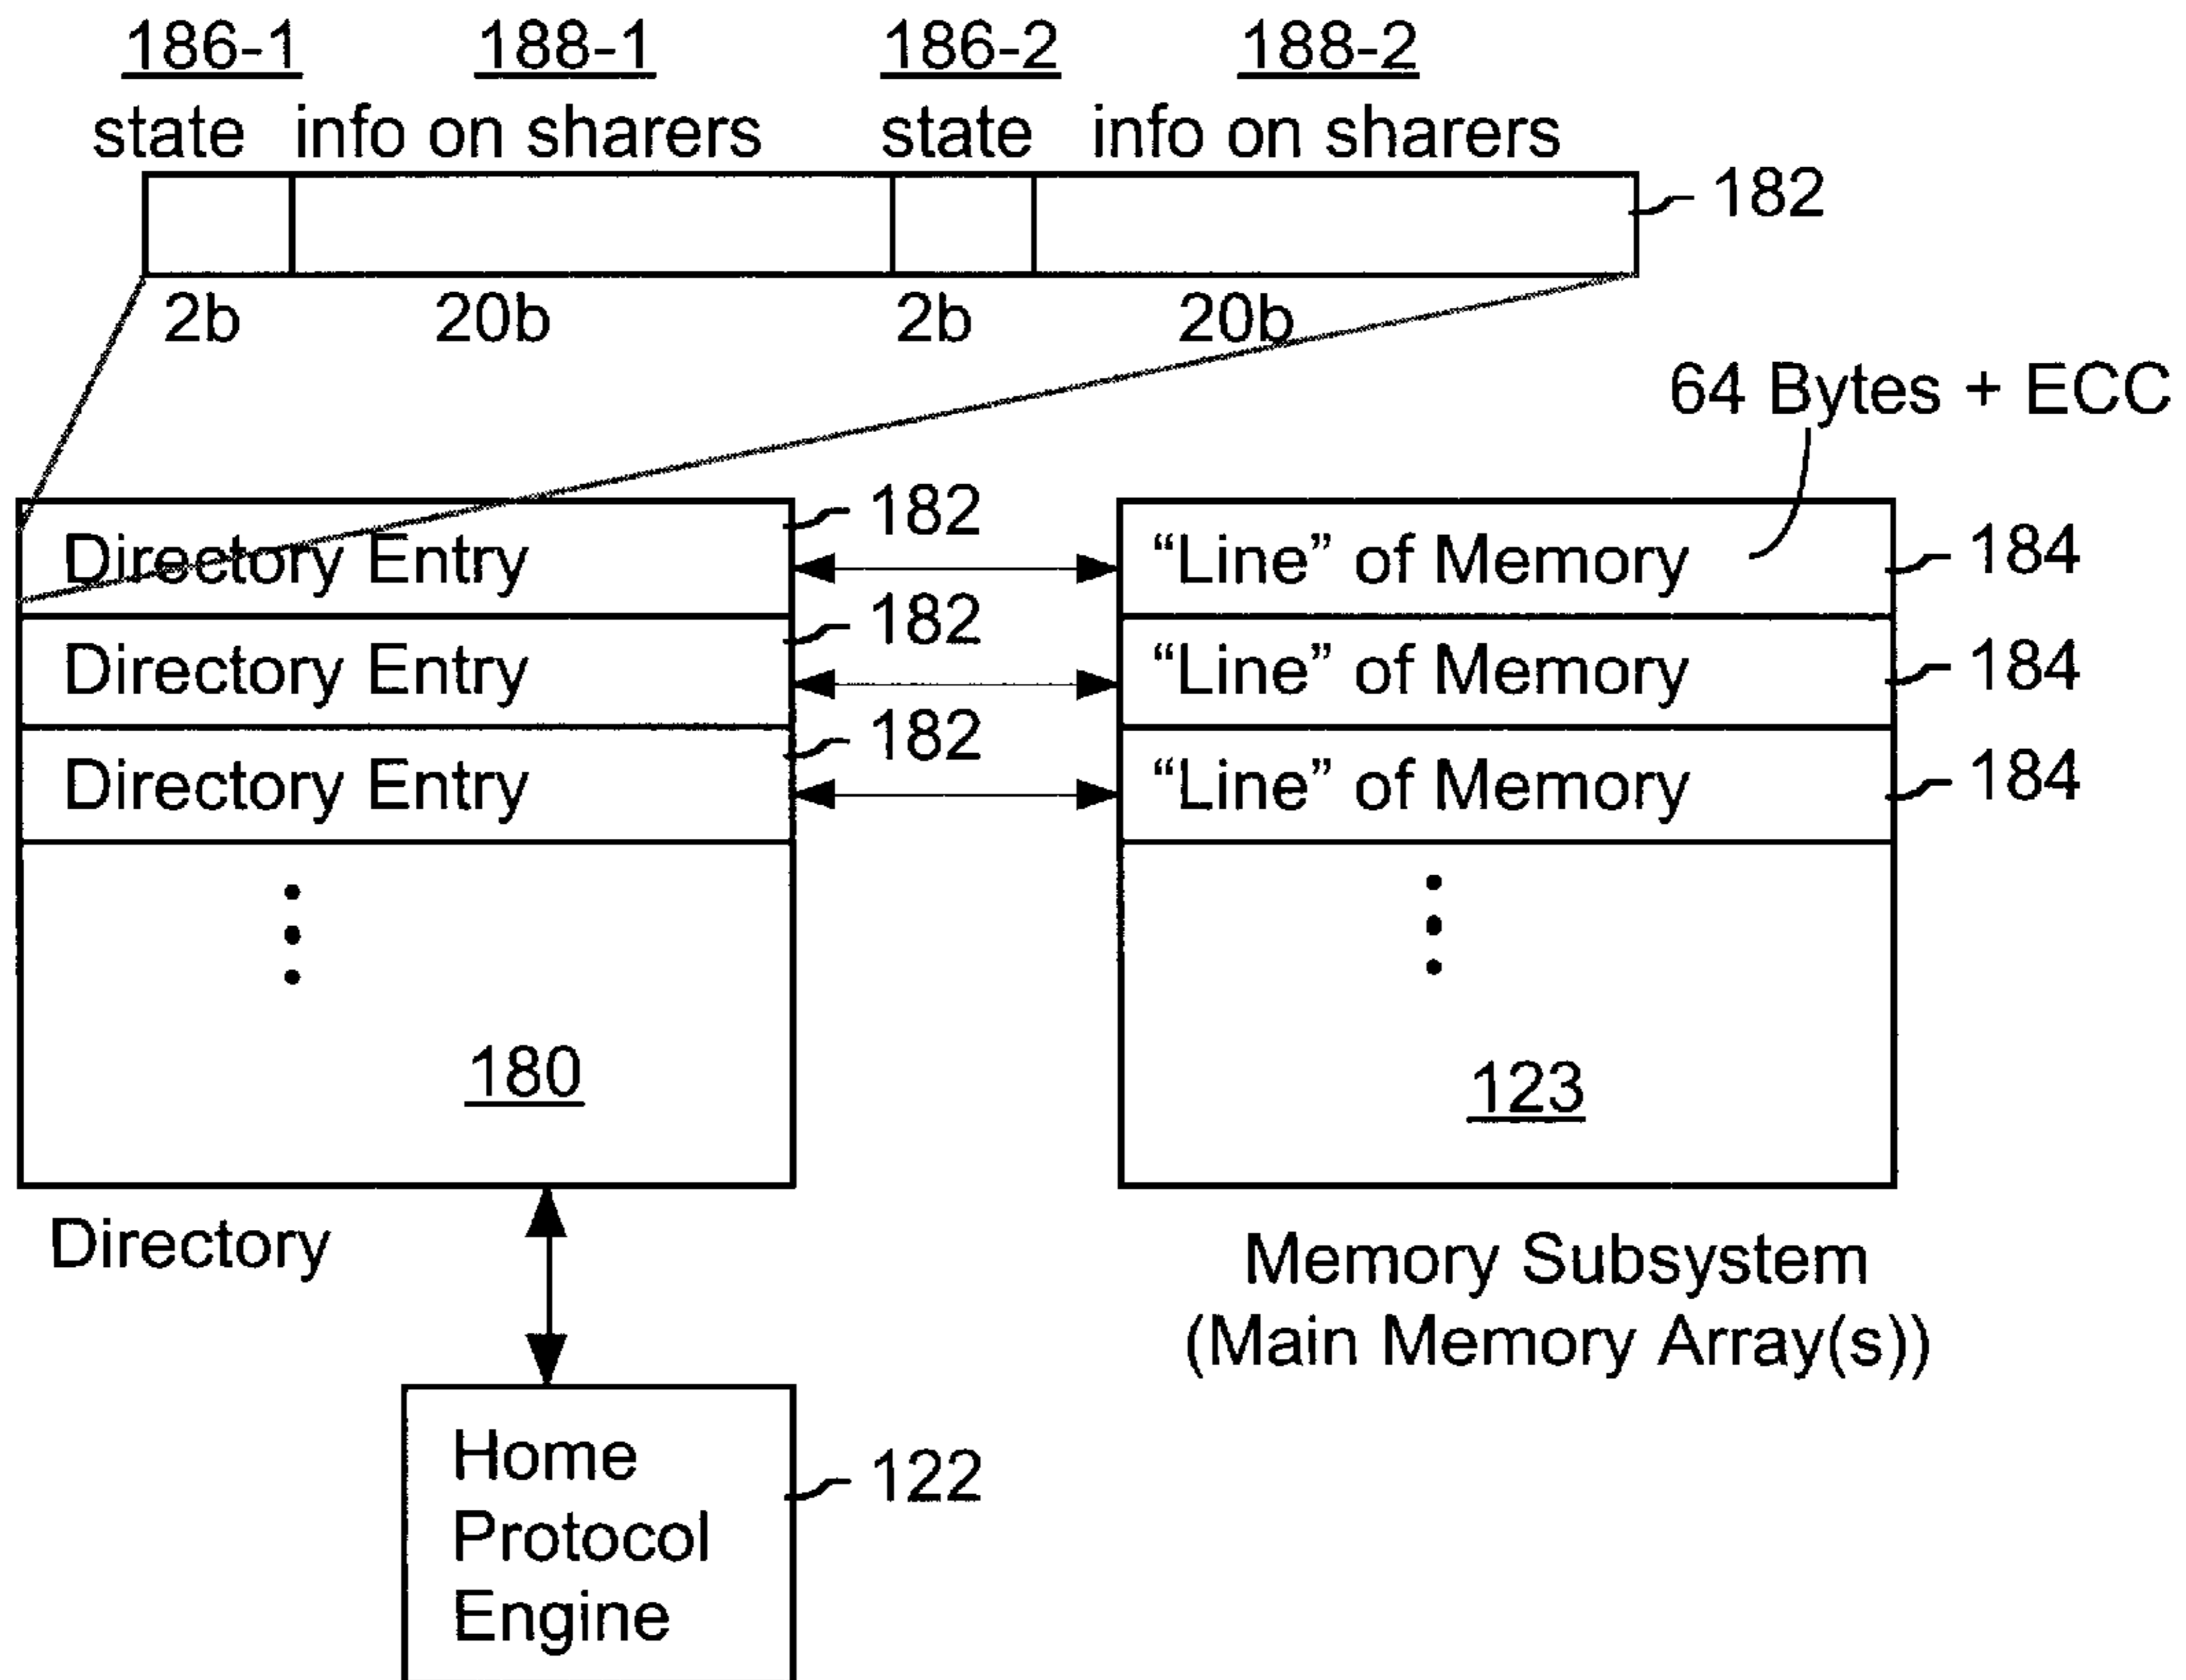 186-1 188-1 186-2 188-2
state info on sharers state info on sharers
182
2b 20b 2b 20b
64 Bytes + ECC
Directory Entry 182 “Line” of Memory 184
Directory Entry 182 “Line” of Memory 184
Directory Entry 182 “Line” of Memory 184
180
123
Directory
Memory Subsystem
(Main Memory Array(s))
Home
Protocol
Engine
122